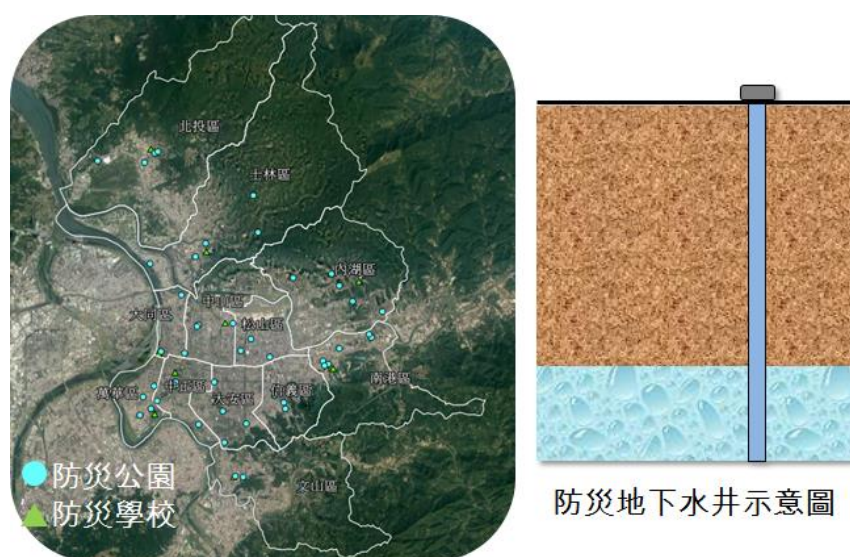 北投區
士林區
內湖區
中山區
大同區
松山區
南港區
萬華區
中正區
信義區
大安區
文山區
防災公園
防災學校
防災地下水井示意圖